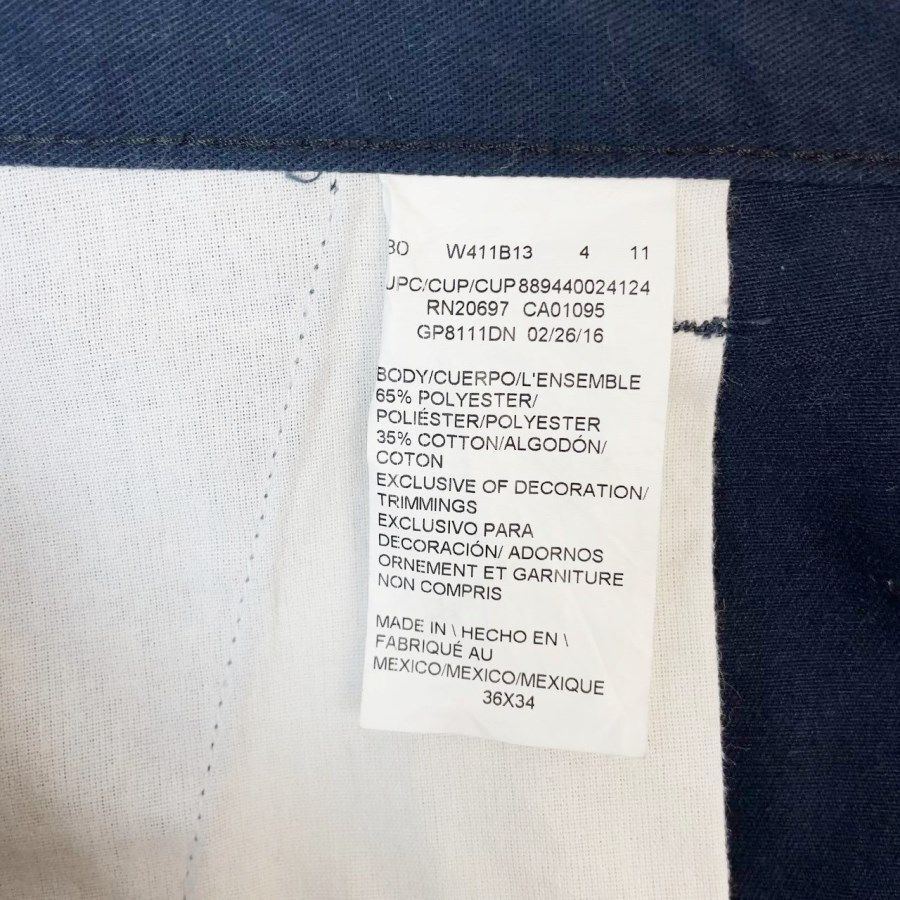 30 W411B13 4 11
UPC/CUP/CUP 889440024124
RN20697 CA01095
GP8111DN 02/26/16
BODY/CUERPO/L'ENSEMBLE
65% POLYESTER/
POLIÉSTER/POLYESTER
35% COTTON/ALGODÓN/
COTON
EXCLUSIVE OF DECORATION/
TRIMMINGS
EXCLUSIVO PARA
DECORACIÓN/ ADORNOS
ORNEMENT ET GARNITURE
NON COMPRIS
MADE IN \ HECHO EN \
FABRIQUÉ AU
MEXICO/MEXICO/MEXIQUE
36X34